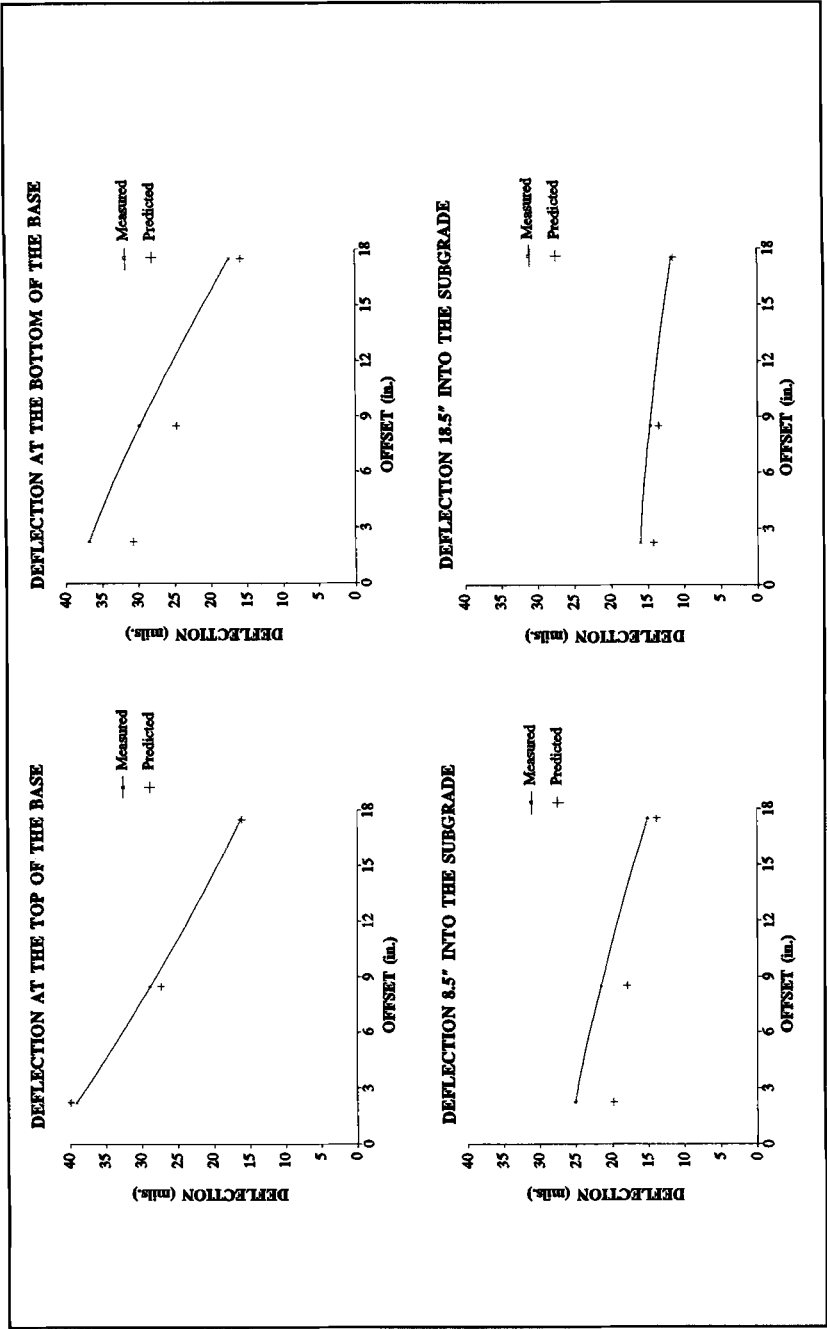 DEFLECTION AT THE TOP OF THE BASE
Measured
Predicted
DEFLECTION (mils.)
40
35
30
25
20
15
10
5
0
0 3 6 9 12 15 18
OFFSET (in.)
DEFLECTION AT THE BOTTOM OF THE BASE
Measured
Predicted
DEFLECTION (mils.)
40
35
30
25
20
15
10
5
0
0 3 6 9 12 15 18
OFFSET (in.)
DEFLECTION 8.5" INTO THE SUBGRADE
Measured
Predicted
DEFLECTION (mils.)
40
35
30
25
20
15
10
5
0
0 3 6 9 12 15 18
OFFSET (in.)
DEFLECTION 18.5" INTO THE SUBGRADE
Measured
Predicted
DEFLECTION (mils.)
40
35
30
25
20
15
10
5
0
0 3 6 9 12 15 18
OFFSET (in.)